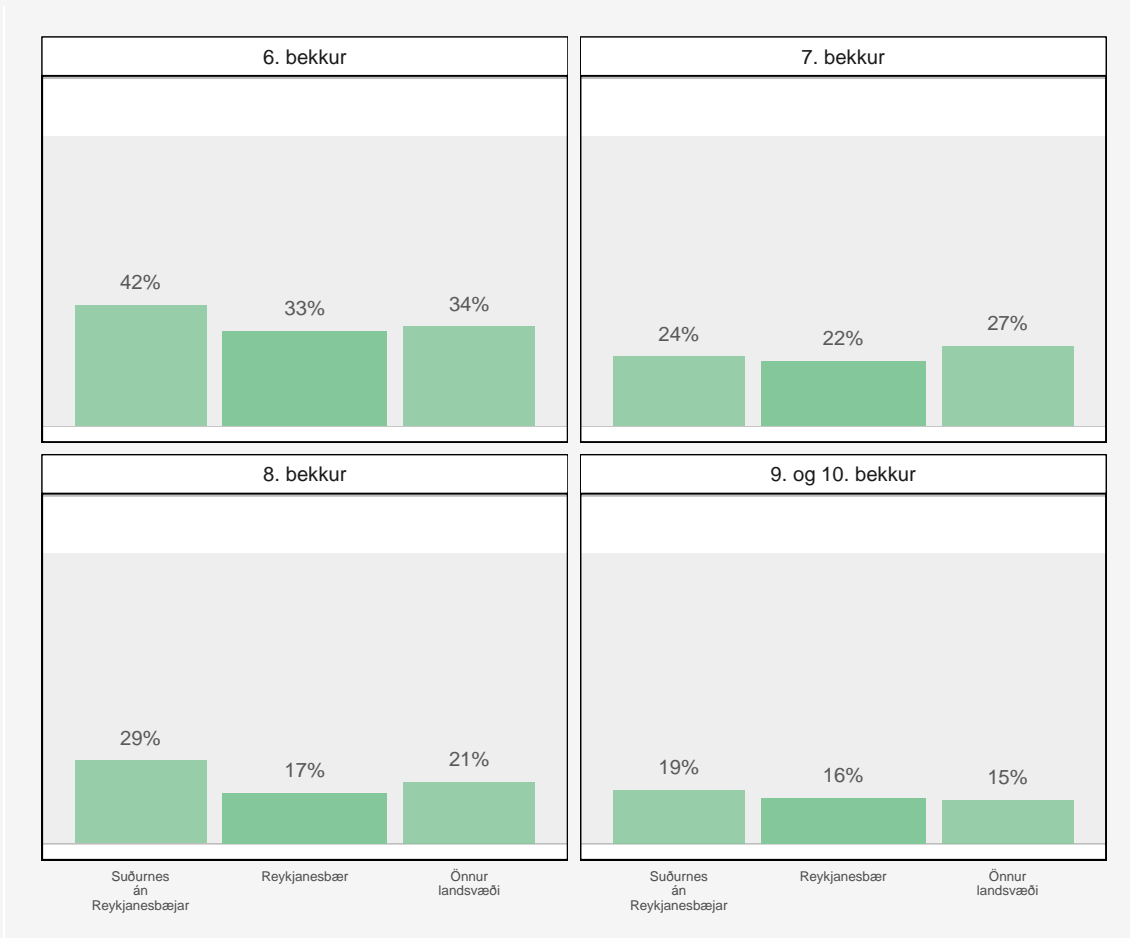 6. bekkur
42%
33%
34%
7. bekkur
24%
22%
27%
8. bekkur
29%
17%
21%
9. og 10. bekkur
19%
16%
15%
Suðurnes
án
Reykjanesbæjar
Reykjanesbær
Önnur
landsvæði
Suðurnes
án
Reykjanesbæjar
Reykjanesbær
Önnur
landsvæði